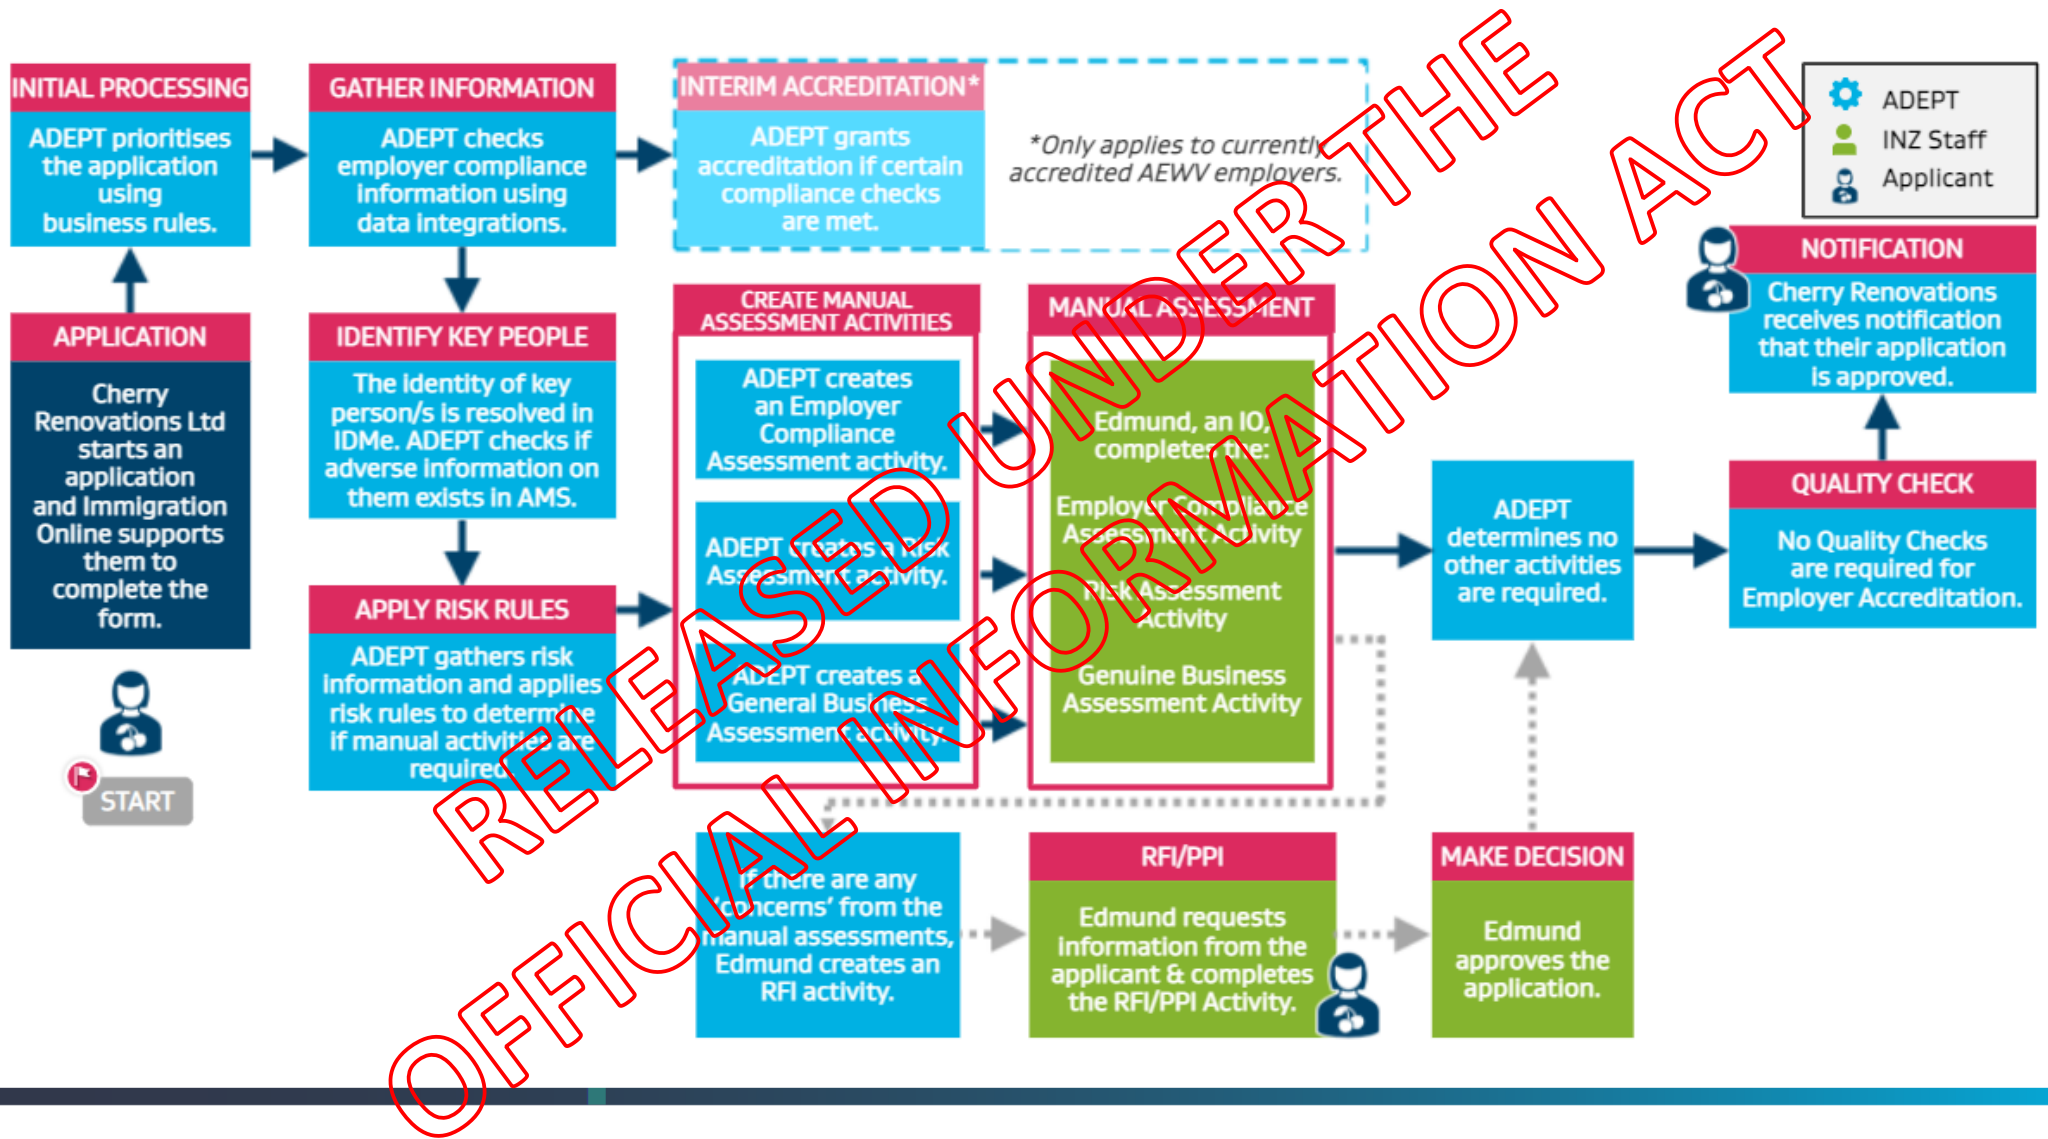 INITIAL PROCESSING
ADEPT prioritises
the application
using
business rules.
GATHER INFORMATION
ADEPT checks
employer compliance
information using
data integrations.
INTERIM ACCREDITATION*
ADEPT grants
accreditation if certain
compliance checks
are met.
*Only applies to currently
accredited AEWV employers.
ADEPT
INZ Staff
Applicant
APPLICATION
Cherry
Renovations Ltd
starts an
application
and Immigration
Online supports
them to
complete the
form.
START
IDENTIFY KEY PEOPLE
The identity of key
person/s is resolved in
IDMe. ADEPT checks if
adverse information on
them exists in AMS.
APPLY RISK RULES
ADEPT gathers risk
information and applies
risk rules to determine
if manual activities are
required.
CREATE MANUAL
ASSESSMENT ACTIVITIES
ADEPT creates
an Employer
Compliance
Assessment activity.
ADEPT creates a Risk
Assessment activity.
ADEPT creates a
General Business
Assessment activity.
MANUAL ASSESSMENT
Edmund, an IO,
completes the:
Employer Compliance
Assessment Activity
Risk Assessment
Activity
Genuine Business
Assessment Activity
If there are any
‘concerns’ from the
manual assessments,
Edmund creates an
RFI activity.
RFI/PPI
Edmund requests
information from the
applicant & completes
the RFI/PPI Activity.
MAKE DECISION
Edmund
approves the
application.
ADEPT
determines no
other activities
are required.
QUALITY CHECK
No Quality Checks
are required for
Employer Accreditation.
NOTIFICATION
Cherry Renovations
receives notification
that their application
is approved.
RELEASED UNDER THE
OFFICIAL INFORMATION ACT